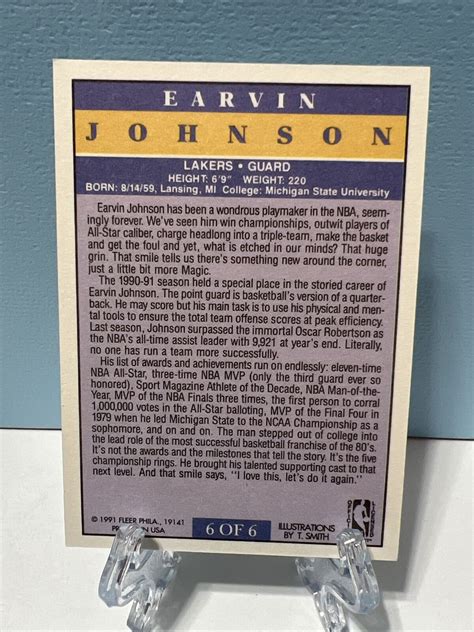 EARVIN
JOHNSON
LAKERS • GUARD
HEIGHT: 6'9" WEIGHT: 220
BORN: 8/14/59, Lansing, MI College: Michigan State University
Earvin Johnson has been a wondrous playmaker in the NBA, seem-
ingly forever. We've seen him win championships, outwit players of
All-Star caliber, charge headlong into a triple-team, make the basket
and get the foul and yet, what is etched in our minds? That huge
grin. That smile tells us there's something new around the corner,
just a little bit more Magic.
The 1990-91 season held a special place in the storied career of
Earvin Johnson. The point guard is basketball's version of a quarter-
back. He may score but his main task is to use his physical and men-
tal tools to ensure the total team offense scores at peak efficiency.
Last season, Johnson surpassed the immortal Oscar Robertson as
the NBA's all-time assist leader with 9,921 at year's end. Literally,
no one has run a team more successfully.
His list of awards and achievements run on endlessly: eleven-time
NBA All-Star, three-time NBA MVP (only the third guard ever so
honored), Sport Magazine Athlete of the Decade, NBA Man-of-the-
Year, MVP of the NBA Finals three times, the first person to corral
1,000,000 votes in the All-Star balloting, MVP of the Final Four in
1979 when he led Michigan State to the NCAA Championship as a
sophomore, and on and on. The man stepped out of college into
the lead role of the most successful basketball franchise of the 80's.
It's not the awards and the milestones that tell the story. It's the five
championship rings. He brought his talented supporting cast to that
next level. And that smile says, "I love this, let's do it again".
© 1991 FLEER PHILA., 19141
IN USA
6 OF 6
ILLUSTRATIONS
BY T. SMITH